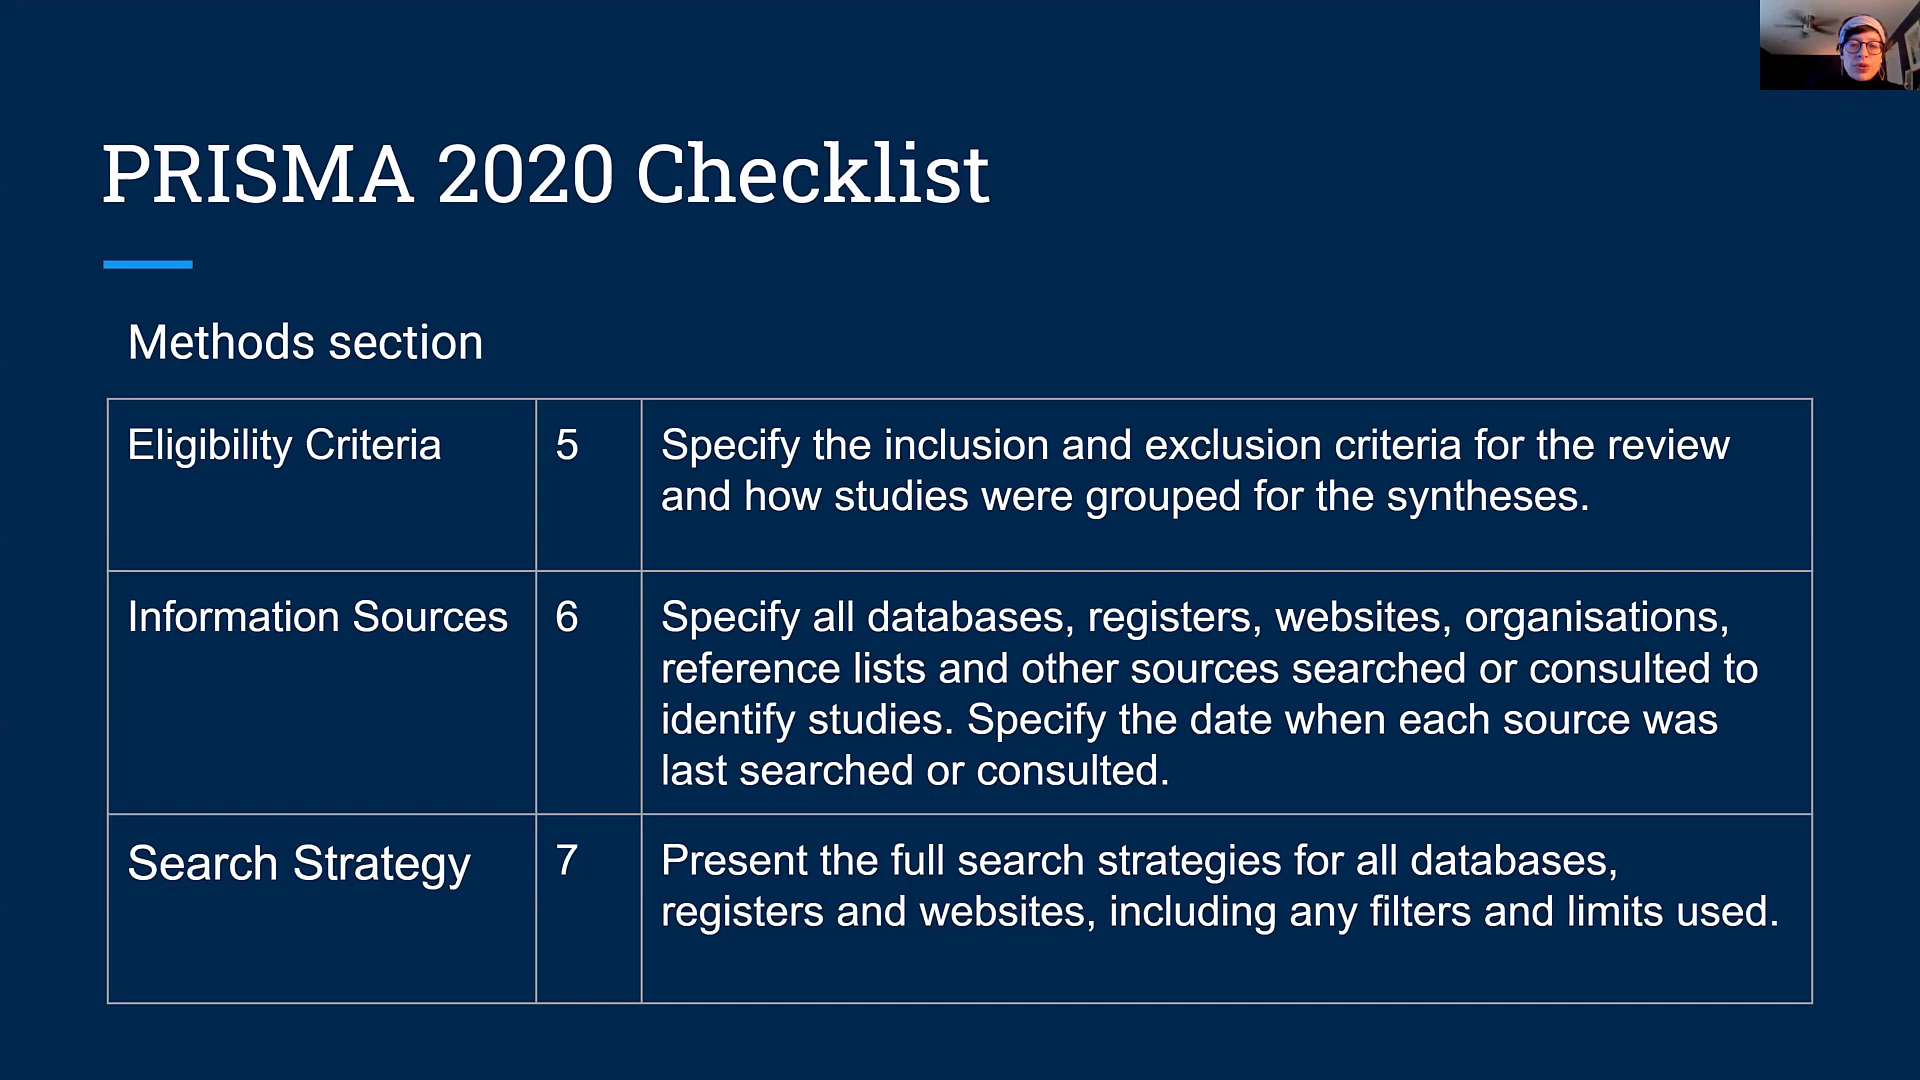 PRISMA 2020 Checklist
Methods section
Eligibility Criteria
5
Specify the inclusion and exclusion criteria for the review
and how studies were grouped for the syntheses.
Information Sources
6
Specify all databases, registers, websites, organisations,
reference lists and other sources searched or consulted to
identify studies. Specify the date when each source was
last searched or consulted.
Search Strategy
7
Present the full search strategies for all databases,
registers and websites, including any filters and limits used.